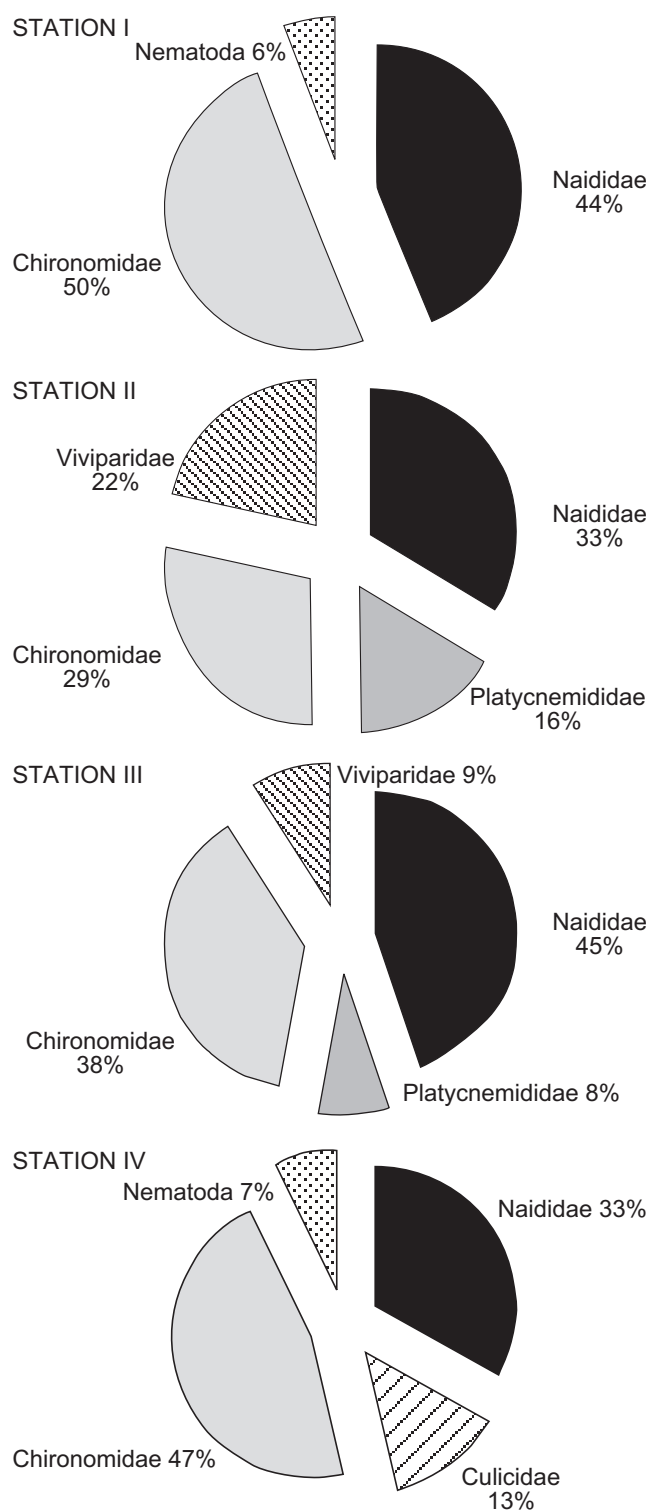 STATION I
Nematoda 6%
Naididae
44%
Chironomidae
50%
STATION II
Viviparidae
22%
Naididae
33%
Chironomidae
29%
Platycnemididae
16%
STATION III
Viviparidae 9%
Naididae
45%
Chironomidae
38%
Platycnemididae 8%
STATION IV
Nematoda 7%
Naididae 33%
Chironomidae 47%
Culicidae
13%